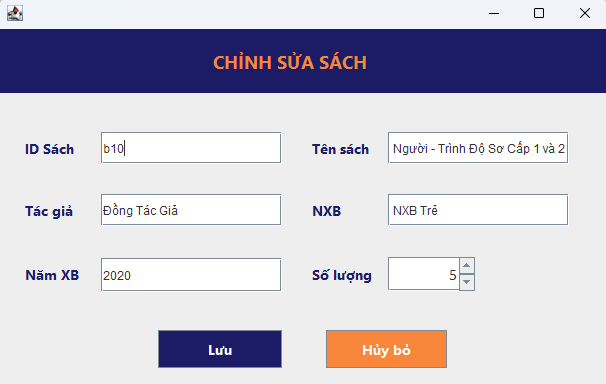 CHỈNH SỬA SÁCH
ID Sách b10 Tên sách Người - Trình Độ Sơ Cấp 1 và 2
Tác giả Đồng Tác Giả NXB NXB Trẻ
Năm XB 2020 Số lượng 5
Lưu Hủy bỏ